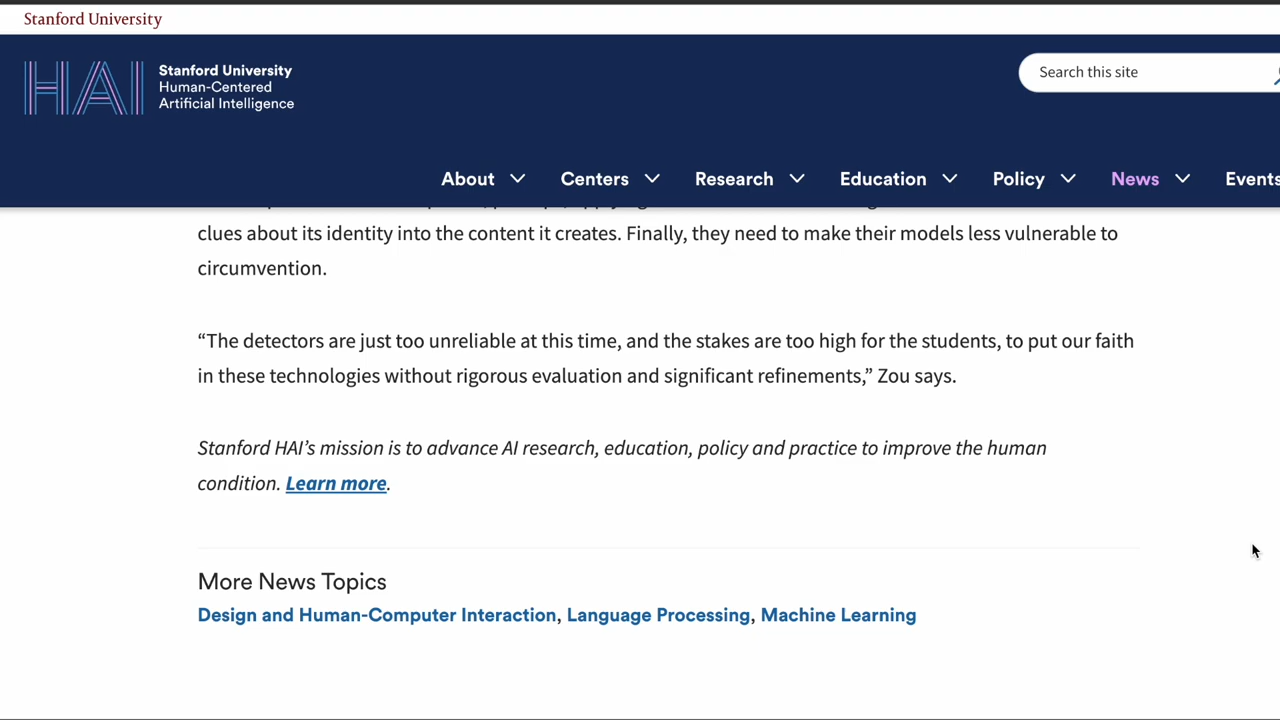 Stanford University
Stanford University
Human-Centered
Artificial Intelligence
Search this site
About
Centers
Research
Education
Policy
News
Events
clues about its identity into the content it creates. Finally, they need to make their models less vulnerable to
circumvention.
“The detectors are just too unreliable at this time, and the stakes are too high for the students, to put our faith
in these technologies without rigorous evaluation and significant refinements,” Zou says.
Stanford HAI’s mission is to advance AI research, education, policy and practice to improve the human
condition. Learn more.
More News Topics
Design and Human-Computer Interaction, Language Processing, Machine Learning
HAI